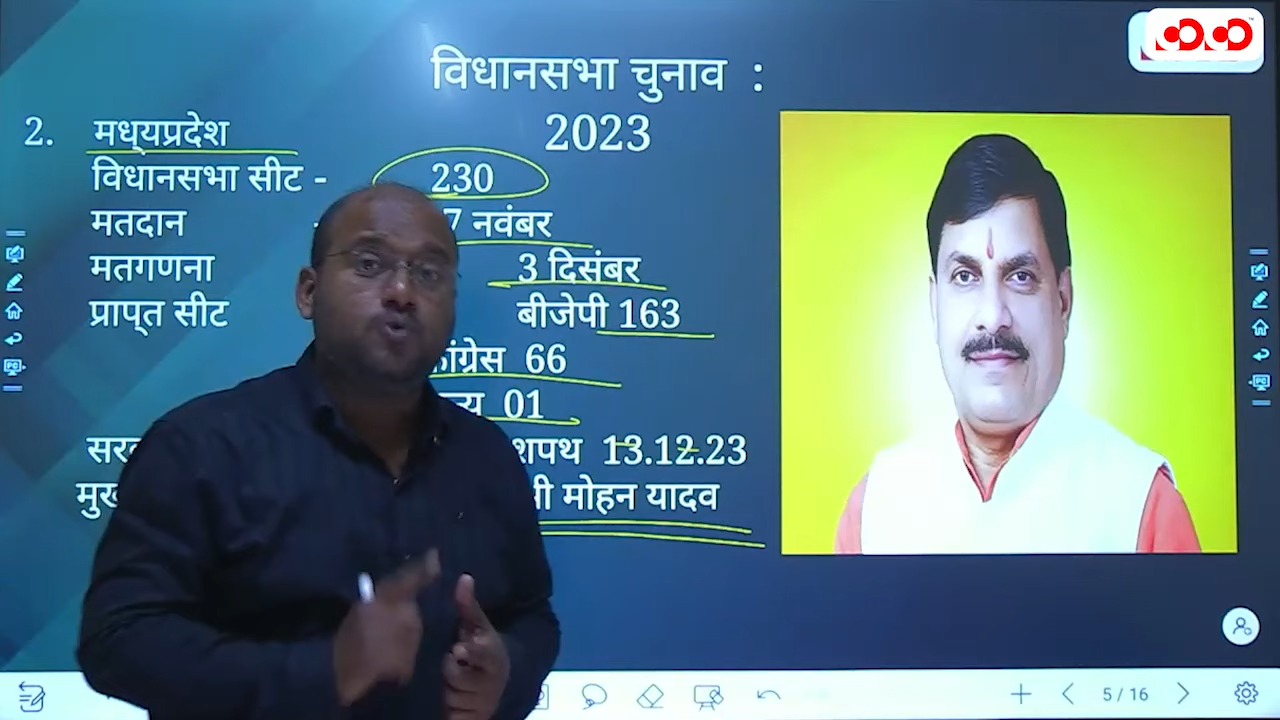 विधानसभा चुनाव :
2023
2. मध्यप्रदेश
विधानसभा सीट - 230
मतदान - 7 नवंबर
मतगणना 3 दिसंबर
प्राप्त सीट बीजेपी 163
कांग्रेस 66
01
शपथ 13.12.23
मोहन यादव
5 / 16